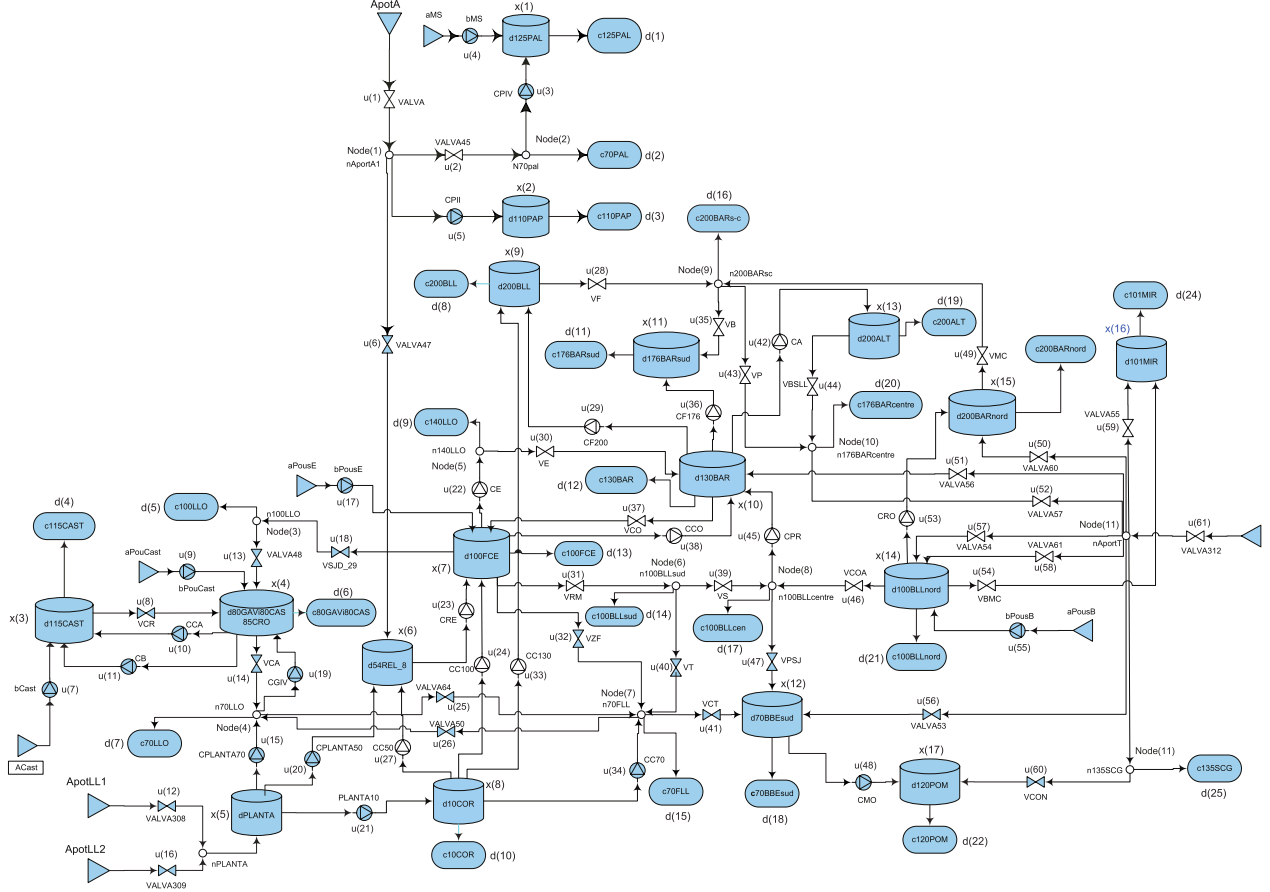 ApotA
aMS
bMS
u(4)
x(1)
d125PAL
c125PAL
d(1)
CPIV
u(3)
u(1)
VALVA
Node(1)
nAportA1
VALVA45
u(2)
Node(2)
N70pal
c70PAL
d(2)
CPII
u(5)
x(2)
d110PAP
c110PAP
d(3)
d(16)
c200BARs-c
x(9)
c200BLL
d(8)
d200BLL
u(28)
VF
Node(9)
n200BARsc
u(35)
VB
x(11)
d(11)
c176BARsud
d176BARsud
u(42)
CA
x(13)
d200ALT
d(19)
c200ALT
c101MIR
d(24)
x(16)
d101MIR
c200BARnord
u(6)
VALVA47
u(43)
VP
VBSLL
u(44)
u(49)
VMC
x(15)
d200BARnord
d(20)
c176BARcentre
u(36)
CF176
u(29)
CF200
d(9)
c140LLO
n140LLO
Node(5)
u(30)
VE
Node(10)
n176BARcentre
VALVA55
u(59)
u(50)
VALVA60
u(51)
VALVA56
d130BAR
x(10)
d(12)
c130BAR
aPousE
bPousE
u(17)
u(22)
CE
u(52)
VALVA57
d(4)
c115CAST
d(5)
c100LLO
n100LLO
Node(3)
u(18)
VSJD_29
u(37)
VCO
CCO
u(38)
u(45)
CPR
CRO
u(53)
u(57)
VALVA54
Node(11)
nAportT
u(61)
VALVA312
d100FCE
x(7)
c100FCE
d(13)
u(13)
VALVA48
aPouCast
u(9)
bPouCast
VALVA61
u(58)
x(14)
d100BLLnord
u(54)
VBMC
VCOA
u(46)
Node(6)
n100BLLsud
u(31)
VRM
u(39)
VS
Node(8)
n100BLLcentre
x(4)
d80GAVi80CAS
85CRO
d(6)
c80GAVi80CAS
x(3)
d115CAST
u(8)
VCR
CCA
u(10)
CB
u(11)
u(23)
CRE
c100BLLsud
d(14)
c100BLLcen
d(17)
bPousB
u(55)
aPousB
d(21)
c100BLLnord
x(6)
d54REL_8
u(32)
VZF
u(24)
CC100
CC130
u(33)
u(40)
VT
u(47)
VPSJ
VCA
u(14)
CGIV
u(19)
bCast
u(7)
ACast
n70LLO
Node(4)
VALVA64
u(25)
VALVA50
u(26)
Node(7)
n70FLL
VCT
u(41)
x(12)
d70BBEsud
u(56)
VALVA53
d(7)
c70LLO
CPLANTA70
u(15)
CPLANTA50
u(20)
CC50
u(27)
CC70
u(34)
c70FLL
d(15)
u(48)
CMO
x(17)
d120POM
u(60)
VCON
Node(11)
n135SCG
c135SCG
d(25)
ApotLL1
u(12)
VALVA308
x(5)
dPLANTA
PLANTA10
u(21)
x(8)
d10COR
c70BBEsud
d(18)
c120POM
d(22)
ApotLL2
u(16)
VALVA309
nPLANTA
c10COR
d(10)